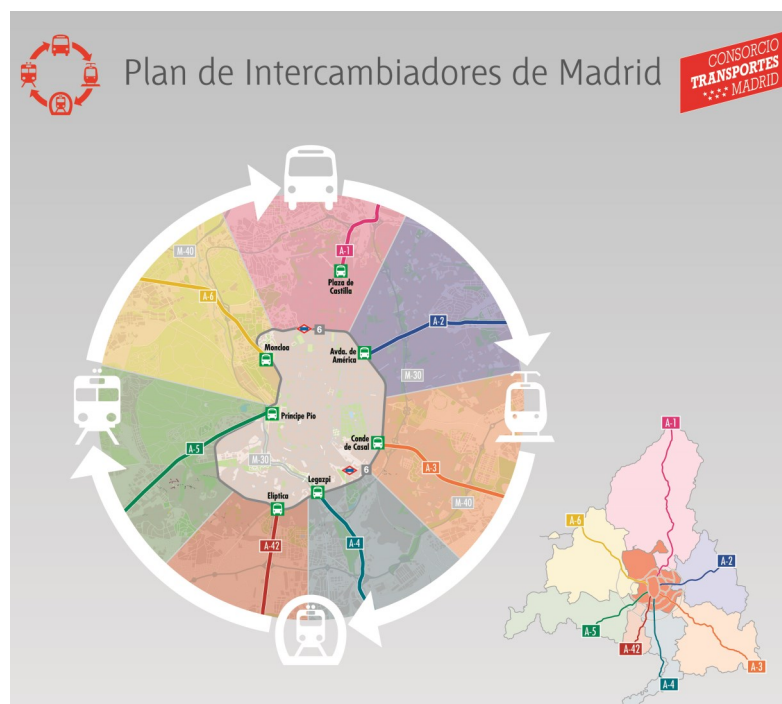 Plan de Intercambiadores de Madrid
CONSORCIO
TRANSPORTES
MADRID
M-40
A-1
Plaza de
Castilla
A-6
A-2
6
Moncloa
Avda. de
América
M-30
Príncipe Pío
Conde
de Casal
A-5
M-30
6
A-3
Legazpi
M-40
Elíptica
A-42
A-4
A-1
A-6
A-2
A-5
A-42
A-3
A-4